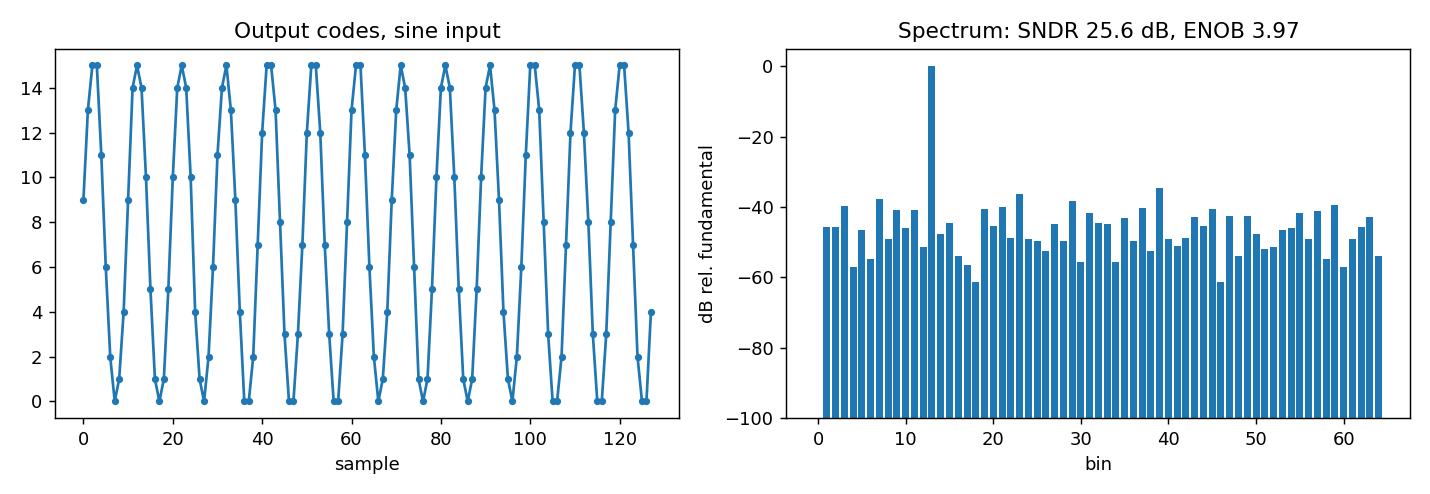 Output codes, sine input
14
12
10
8
6
4
2
0
0 20 40 60 80 100 120
sample
Spectrum: SNDR 25.6 dB, ENOB 3.97
dB rel. fundamental
0
−20
−40
−60
−80
−100
0 10 20 30 40 50 60
bin